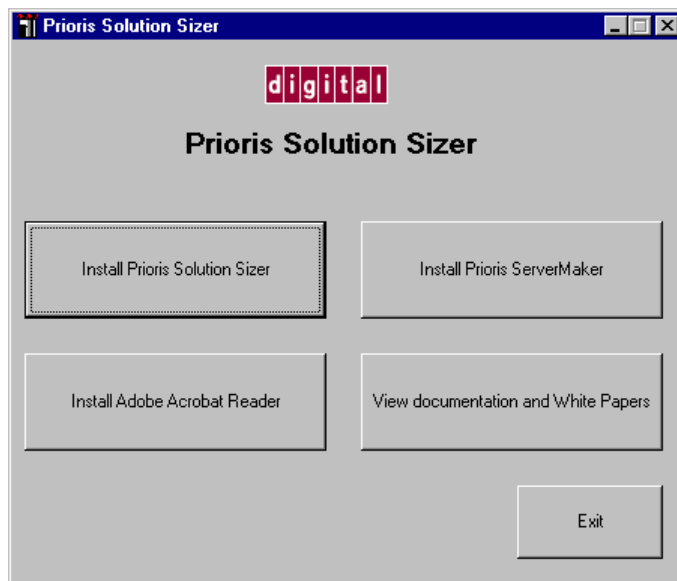 Prioris Solution Sizer
digital
Prioris Solution Sizer
Install Prioris Solution Sizer
Install Prioris ServerMaker
Install Adobe Acrobat Reader
View documentation and White Papers
Exit